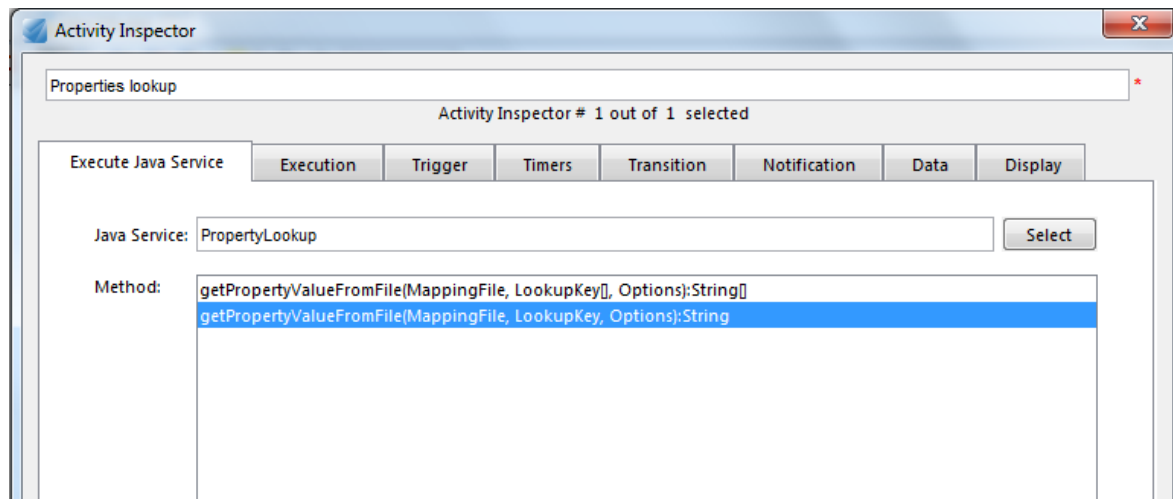 Activity Inspector
X
Properties lookup *
Activity Inspector # 1 out of 1 selected
Execute Java Service Execution Trigger Timers Transition Notification Data Display
Java Service: PropertyLookup Select
Method: getPropertyValueFromFile(MappingFile, LookupKey[], Options):String[]
getPropertyValueFromFile(MappingFile, LookupKey, Options):String